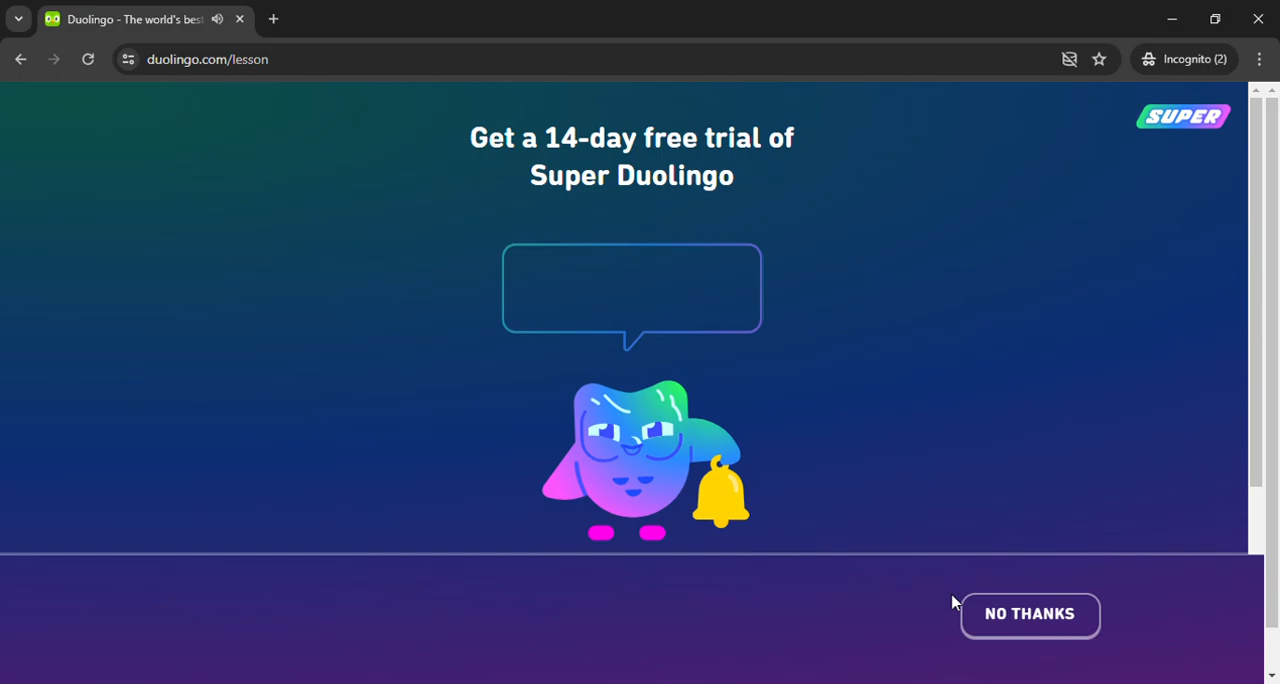 Duolingo - The world's best
duolingo.com/lesson
Incognito (2)
SUPER
Get a 14-day free trial of
Super Duolingo
NO THANKS